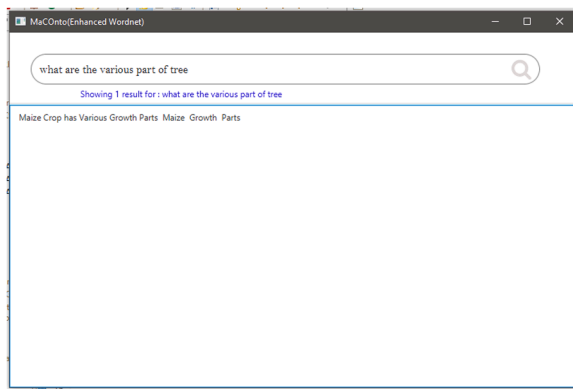 MaCOnto(Enhanced Wordnet)
what are the various part of tree
Showing 1 result for : what are the various part of tree
Maize Crop has Various Growth Parts Maize Growth Parts